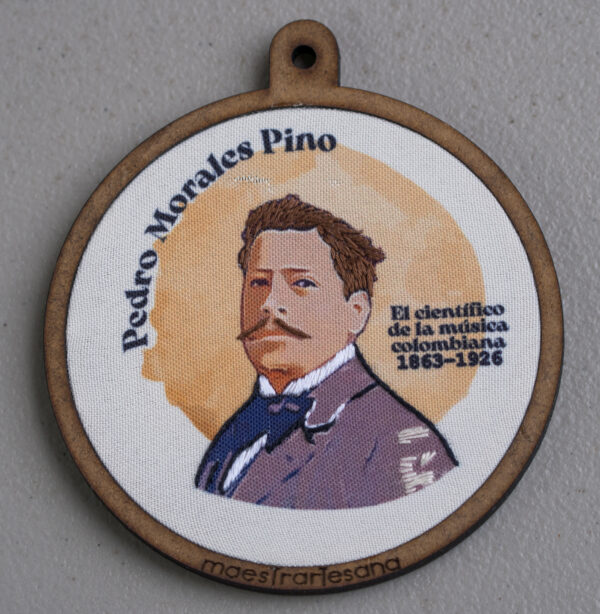 Pedro Morales Pino
El científico
de la música
colombiana
1863–1926
maestrartesana